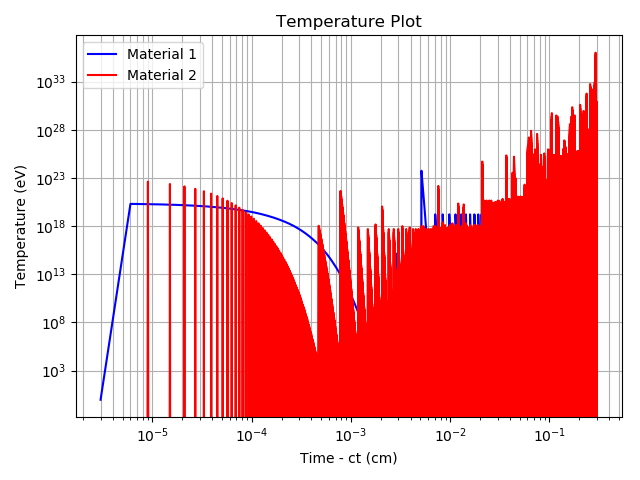 Temperature Plot
Material 1
Material 2
Temperature (eV)
10^33
10^28
10^23
10^18
10^13
10^8
10^3
10^−5
10^−4
10^−3
10^−2
10^−1
Time - ct (cm)